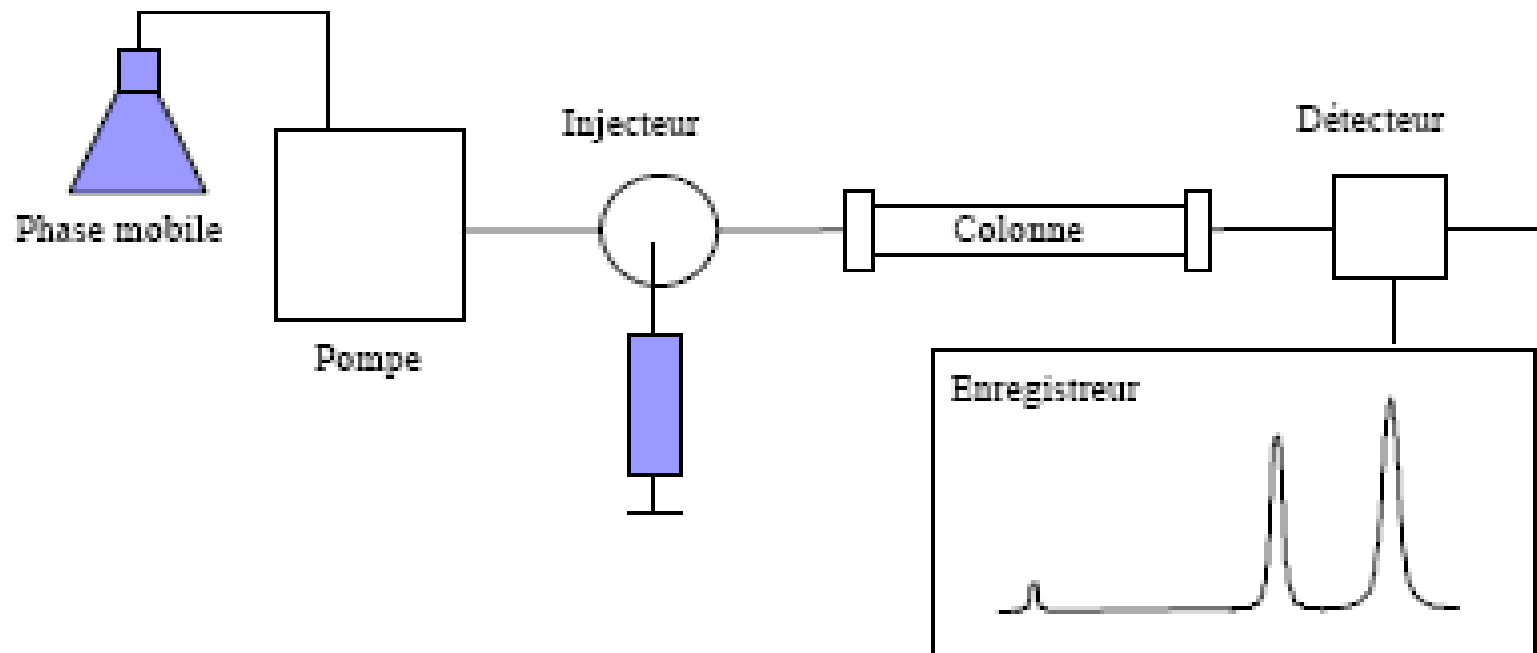 Injecteur
Détecteur
Phase mobile
Colonne
Pompe
Enregistreur